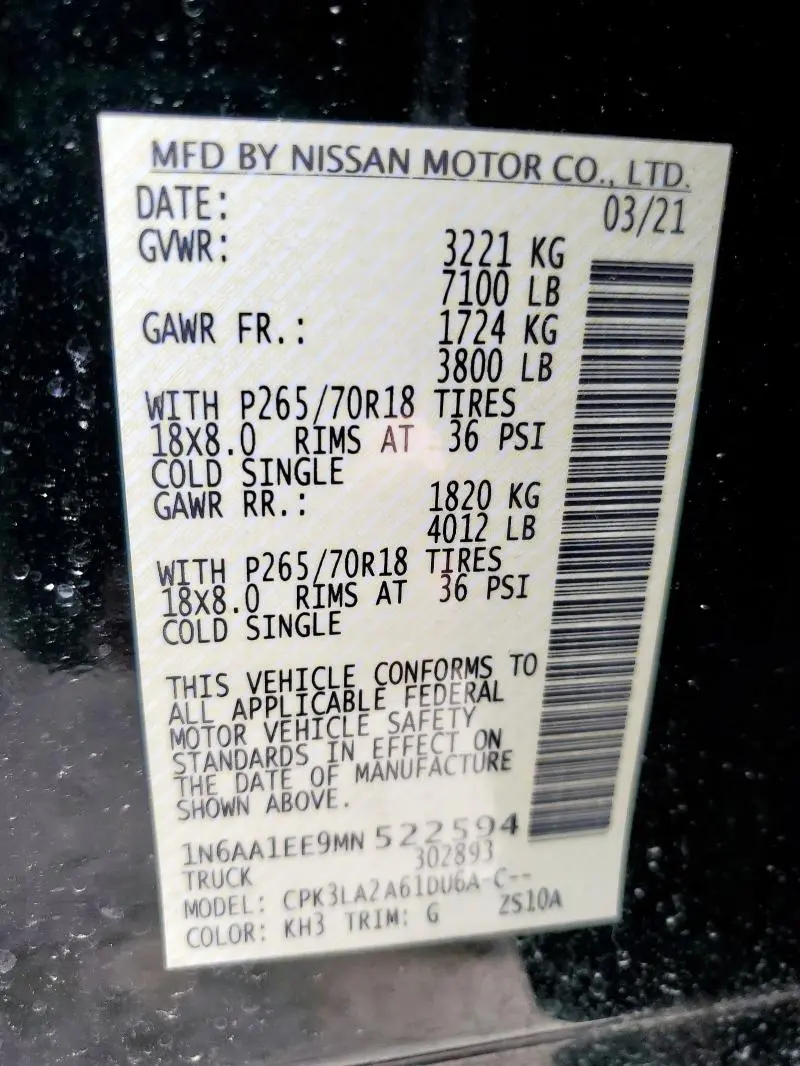 MFD BY NISSAN MOTOR CO., LTD.
DATE: 03/21
GVWR: 3221 KG
7100 LB
GAWR FR.: 1724 KG
3800 LB
WITH P265/70R18 TIRES
18X8.0 RIMS AT 36 PSI
COLD SINGLE
GAWR RR.: 1820 KG
4012 LB
WITH P265/70R18 TIRES
18X8.0 RIMS AT 36 PSI
COLD SINGLE
THIS VEHICLE CONFORMS TO
ALL APPLICABLE FEDERAL
MOTOR VEHICLE SAFETY
STANDARDS IN EFFECT ON
THE DATE OF MANUFACTURE
SHOWN ABOVE.
1N6AA1EE9MN 522594
302893
TRUCK
MODEL: CPK3LA2A61DU6A-C--
COLOR: KH3 TRIM: G ZS10A